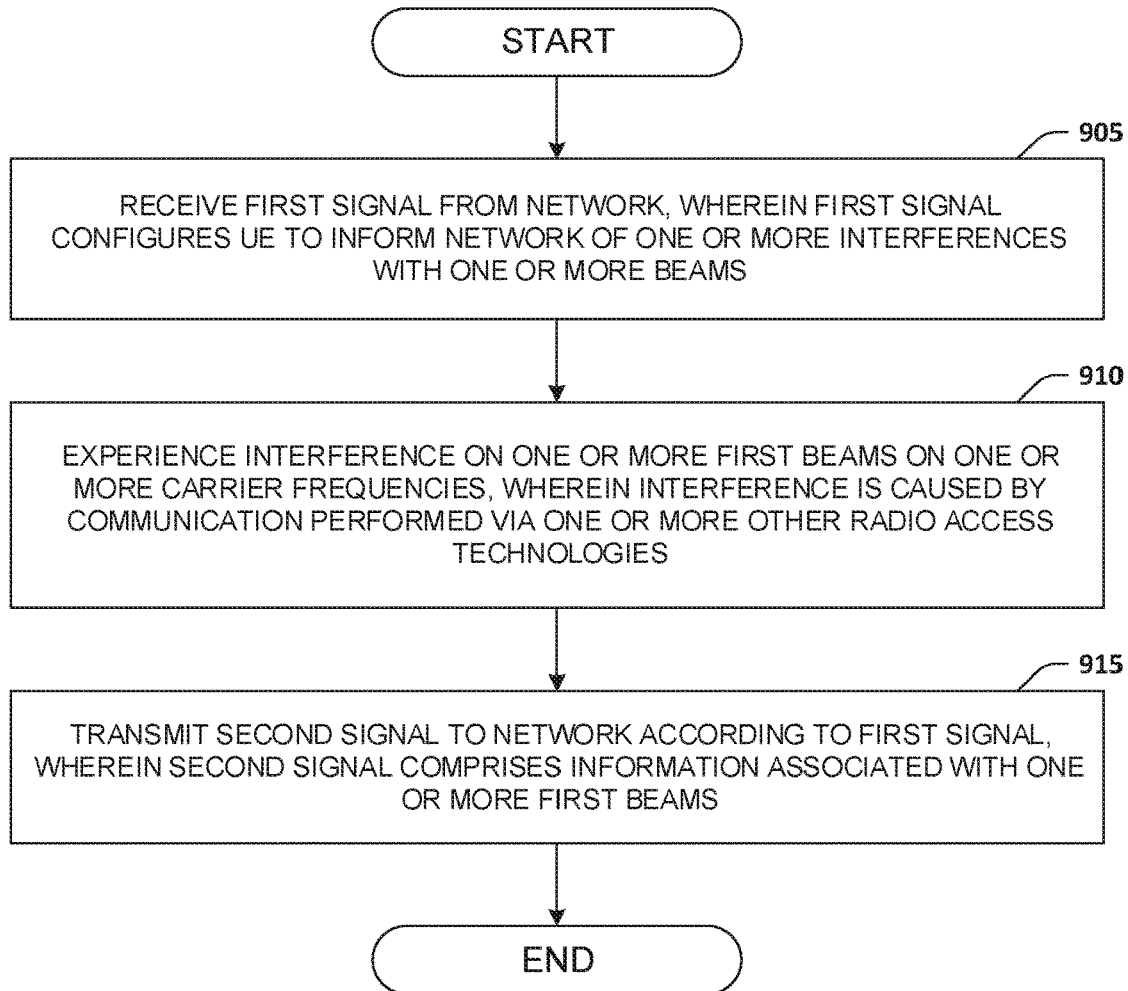 START
905
RECEIVE FIRST SIGNAL FROM NETWORK, WHEREIN FIRST SIGNAL
CONFIGURES UE TO INFORM NETWORK OF ONE OR MORE INTERFERENCES
WITH ONE OR MORE BEAMS
910
EXPERIENCE INTERFERENCE ON ONE OR MORE FIRST BEAMS ON ONE OR
MORE CARRIER FREQUENCIES, WHEREIN INTERFERENCE IS CAUSED BY
COMMUNICATION PERFORMED VIA ONE OR MORE OTHER RADIO ACCESS
TECHNOLOGIES
915
TRANSMIT SECOND SIGNAL TO NETWORK ACCORDING TO FIRST SIGNAL,
WHEREIN SECOND SIGNAL COMPRISES INFORMATION ASSOCIATED WITH ONE
OR MORE FIRST BEAMS
END